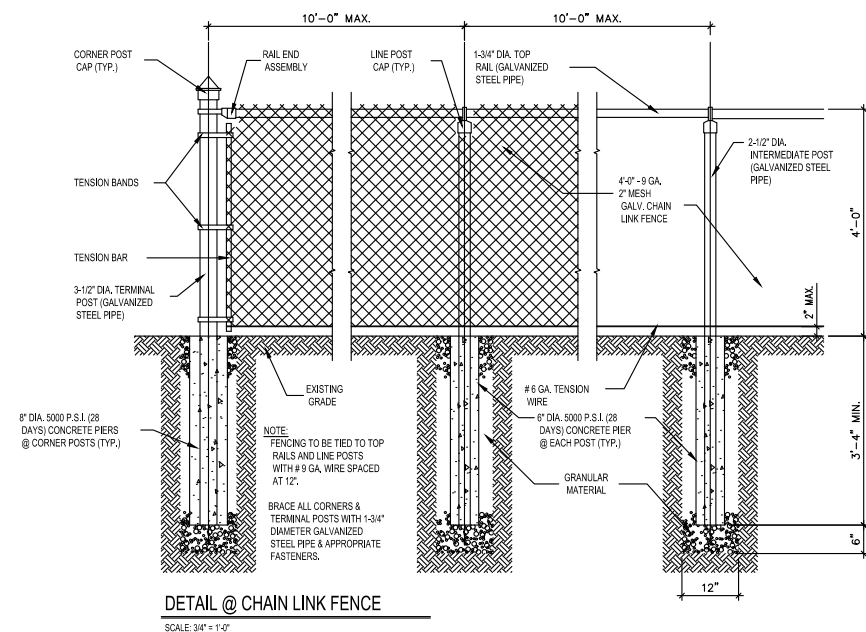 10'-0" MAX.
10'-0" MAX.
CORNER POST
CAP (TYP.)
RAIL END
ASSEMBLY
LINE POST
CAP (TYP.)
1-3/4" DIA. TOP
RAIL (GALVANIZED
STEEL PIPE)
2-1/2" DIA.
INTERMEDIATE POST
(GALVANIZED STEEL
PIPE)
TENSION BANDS
4'-0" - 9 GA.
2" MESH
GALV. CHAIN
LINK FENCE
4'-0"
TENSION BAR
3-1/2" DIA. TERMINAL
POST (GALVANIZED
STEEL PIPE)
2" MAX.
EXISTING
GRADE
# 6 GA. TENSION
WIRE
8" DIA. 5000 P.S.I. (28
DAYS) CONCRETE PIERS
@ CORNER POSTS (TYP.)
NOTE:
FENCING TO BE TIED TO TOP
RAILS AND LINE POSTS
WITH # 9 GA. WIRE SPACED
AT 12".
BRACE ALL CORNERS &
TERMINAL POSTS WITH 1-3/4"
DIAMETER GALVANIZED
STEEL PIPE & APPROPRIATE
FASTENERS.
6" DIA. 5000 P.S.I. (28
DAYS) CONCRETE PIER
@ EACH POST (TYP.)
GRANULAR
MATERIAL
3'-4" MIN.
6"
12"
DETAIL @ CHAIN LINK FENCE
SCALE: 3/4" = 1'-0"